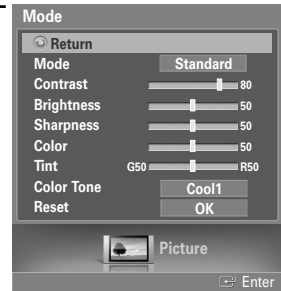 Mode
Return
Mode Standard
Contrast 80
Brightness 50
Sharpness 50
Color 50
Tint G50 R50
Color Tone Cool1
Reset OK
Picture
Enter